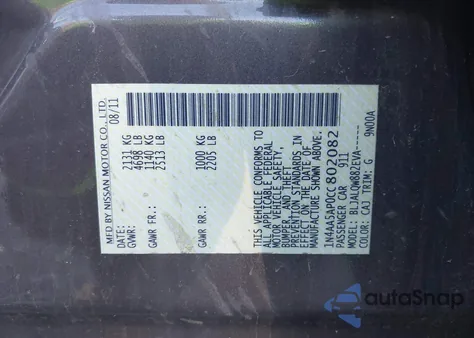 MFD BY NISSAN MOTOR CO., LTD.
DATE: 08/11
GVWR: 2131 KG
4698 LB
GAWR FR: 1140 KG
2513 LB
GAWR RR: 1000 KG
2205 LB
THIS VEHICLE CONFORMS TO
ALL APPLICABLE FEDERAL
MOTOR VEHICLE SAFETY,
BUMPER, AND THEFT
PREVENTION STANDARDS IN
EFFECT ON THE DATE OF
MANUFACTURE SHOWN ABOVE.
1N4AA5AP0CC802082
PASSENGER CAR 911
MODEL: BLJALQWB82EVA-----
COLOR: CAJ TRIM: G 9N00A
autoSnap